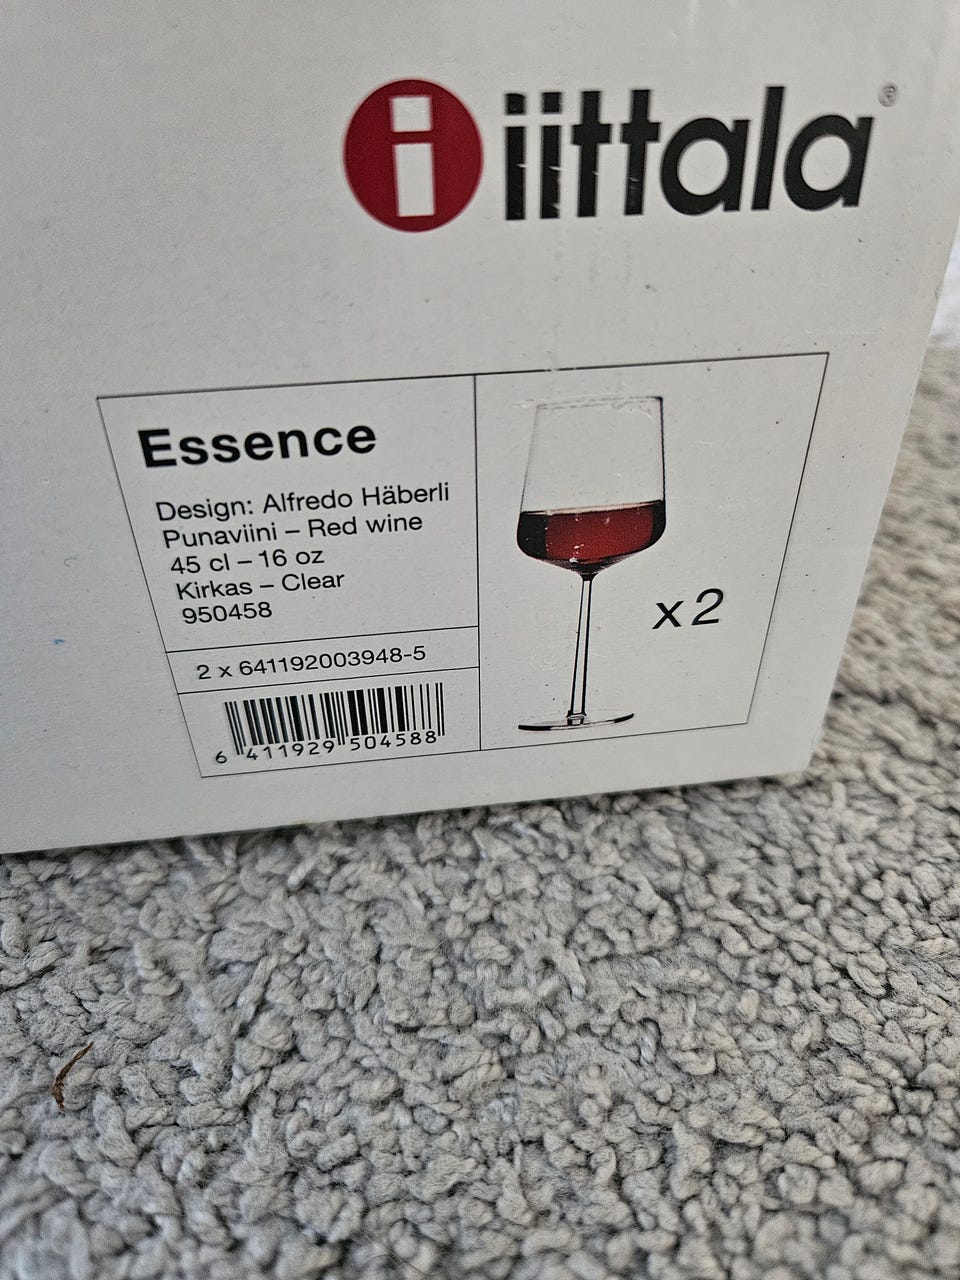 i iittala®
Essence
Design: Alfredo Häberli
Punaviini – Red wine
45 cl – 16 oz
Kirkas – Clear
950458
2 x 641192003948-5
6 411929 504588
x2